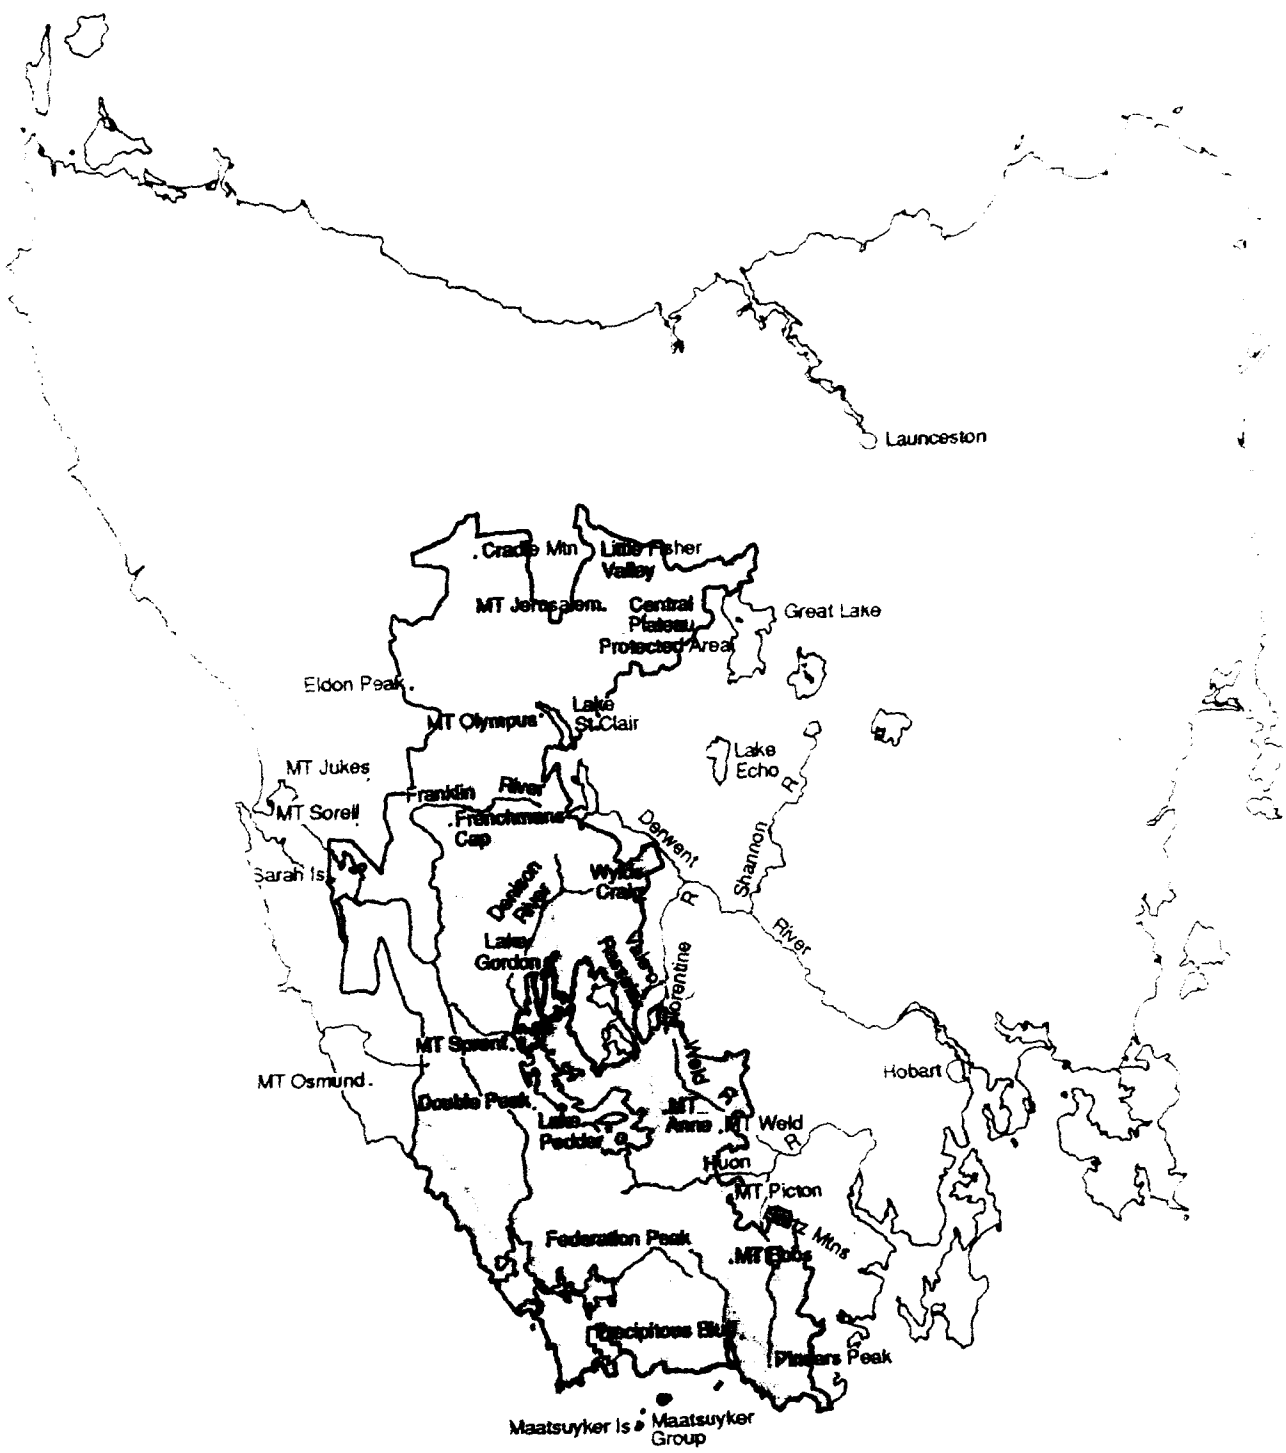 Launceston
Cradle Mtn
Little Fisher
Valley
MT Jerusalem.
Central
Plateau
Protected Area
Great Lake
Eldon Peak.
MT Olympus
Lake
St.Clair
Lake
Echo
MT Jukes
MT Sorell
Franklin River
Frenchmans
Cap
Derwent
River
Shannon
R
Sarah Is
Wylds
Craig
Denison
River
R
Lake
Gordon
Florentine
MT Sprent.
Weld
R
Hobart
MT Osmund.
Double Peak.
MT
Anne
.MT Weld
Lake
Pedder
R
Huon
MT Picton
Mtns
Federation Peak
.MT Bobs
Precipitous Bluff
Pindars Peak
Maatsuyker Is
Maatsuyker
Group